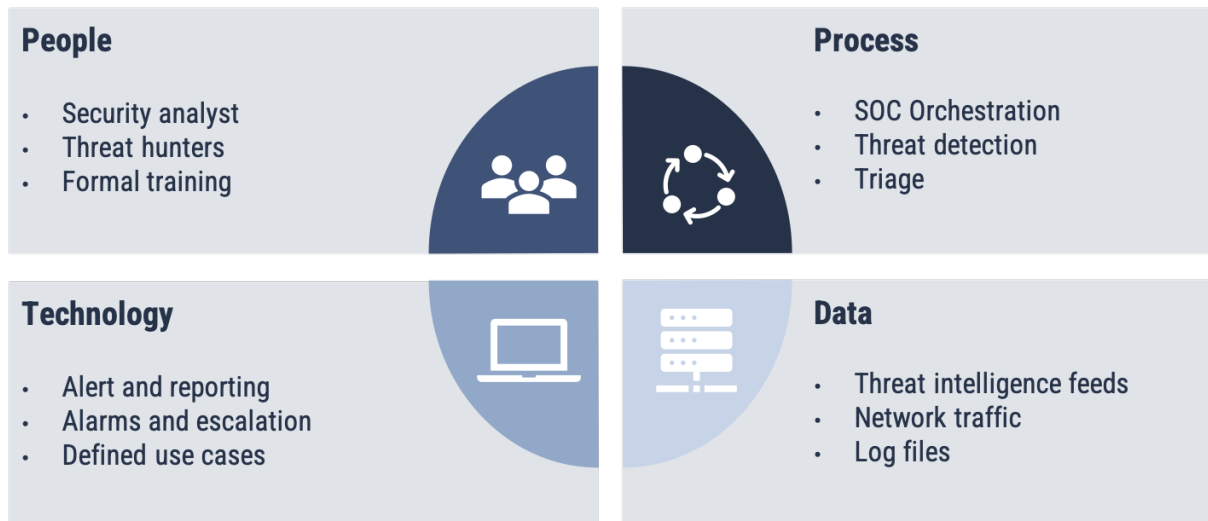 People
• Security analyst
• Threat hunters
• Formal training
Process
• SOC Orchestration
• Threat detection
• Triage
Technology
• Alert and reporting
• Alarms and escalation
• Defined use cases
Data
• Threat intelligence feeds
• Network traffic
• Log files